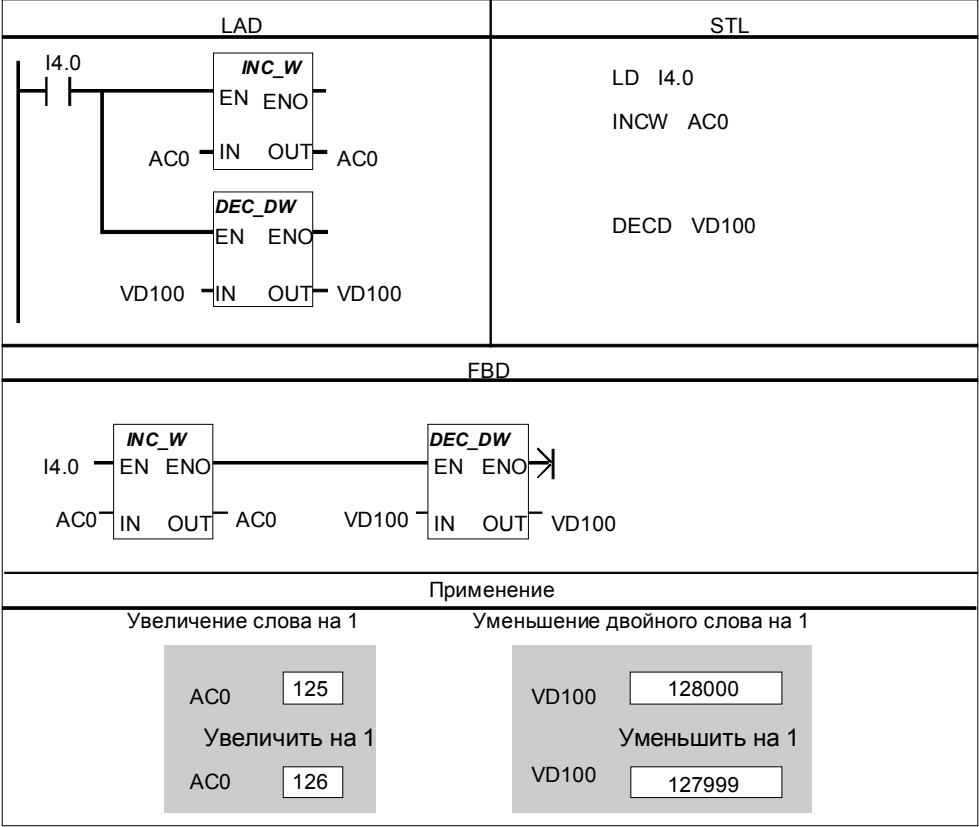 LAD
STL
I4.0
INC_W
EN ENO
AC0 IN OUT AC0
DEC_DW
EN ENO
VD100 IN OUT VD100
LD I4.0
INCW AC0
DECD VD100
FBD
INC_W
I4.0 EN ENO
AC0 IN OUT AC0
DEC_DW
EN ENO
VD100 IN OUT VD100
Применение
Увеличение слова на 1
AC0 125
Увеличить на 1
AC0 126
Уменьшение двойного слова на 1
VD100 128000
Уменьшить на 1
VD100 127999